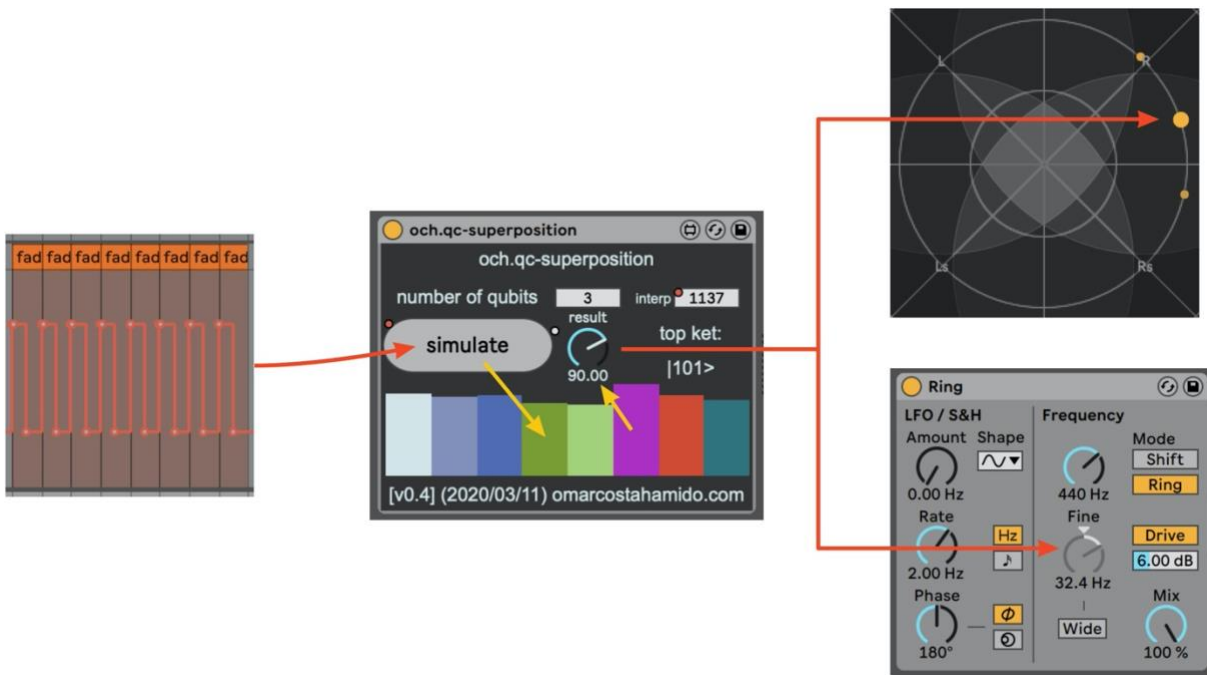 fad fad fad fad fad fad fad fad
och.qc-superposition
och.qc-superposition
number of qubits 3 interp 1137
simulate
result
90.00
top ket:
|101>
[v0.4] (2020/03/11) omarcostahamido.com
L R
Ls Rs
Ring
LFO / S&H
Amount Shape
0.00 Hz
Rate
Hz
♪
2.00 Hz
Phase
φ
180°
Frequency
440 Hz
Mode
Shift
Ring
Fine
32.4 Hz
Drive
6.00 dB
Wide
Mix
100 %